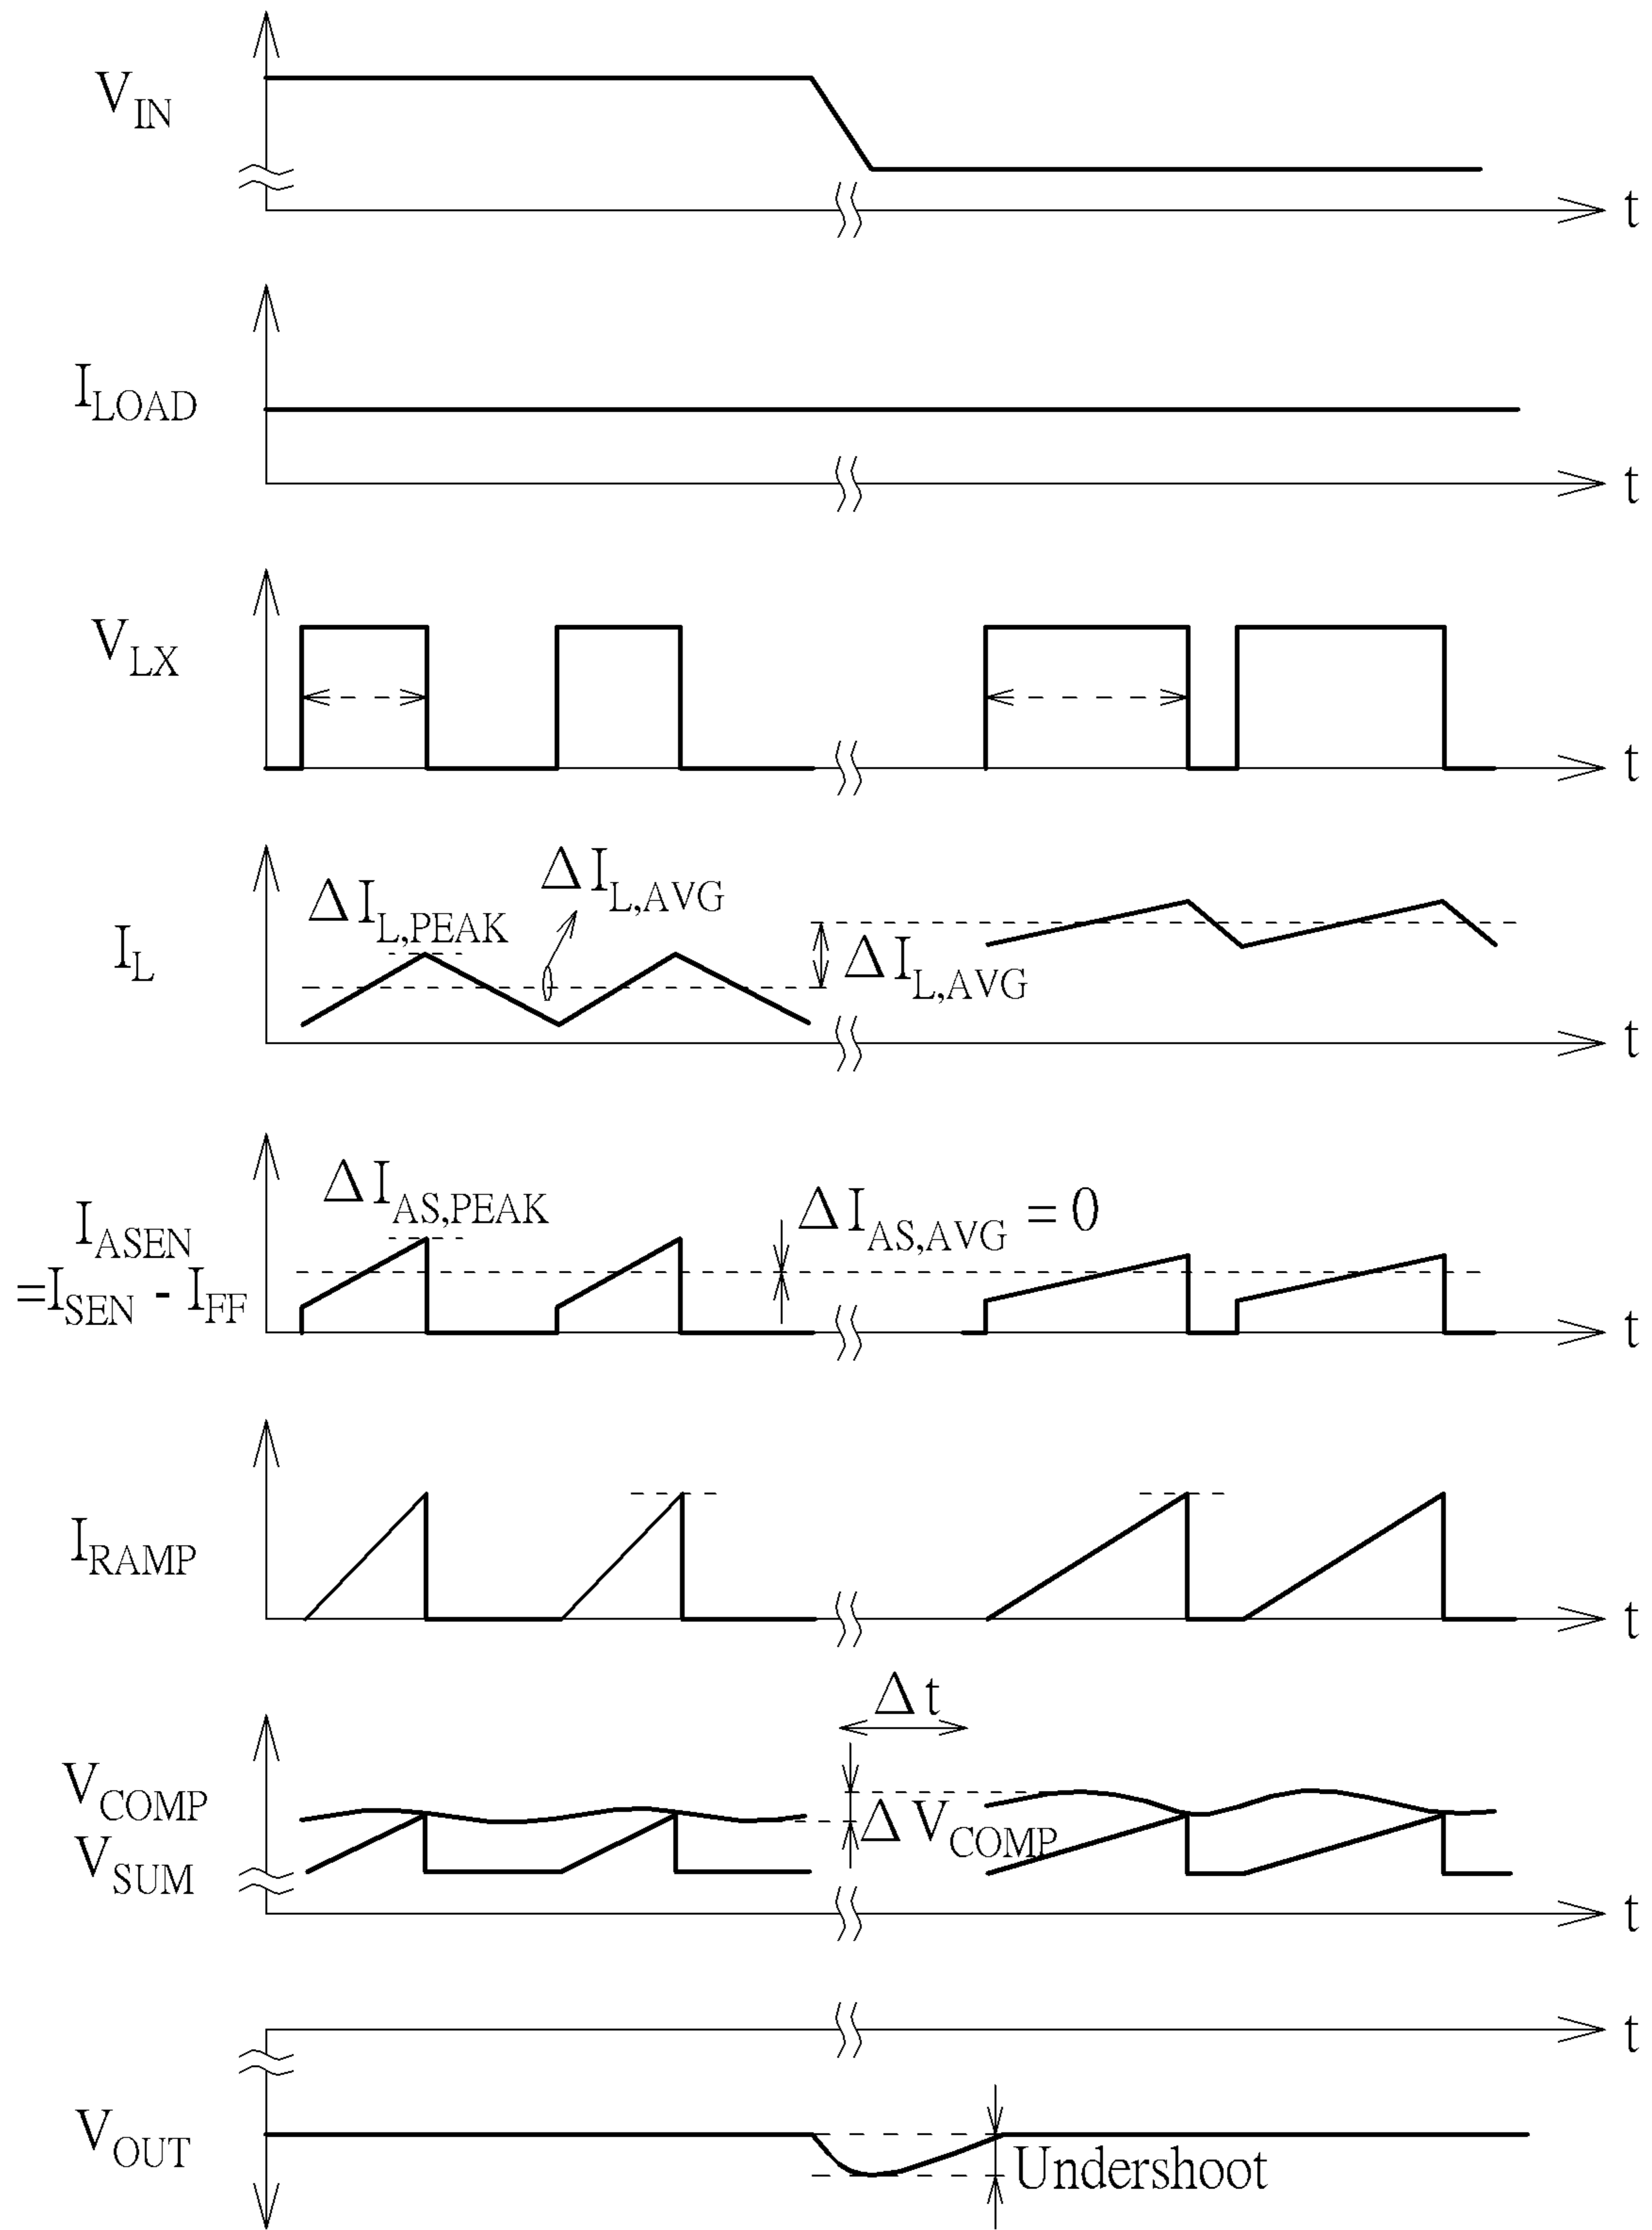 V_IN
t
I_LOAD
t
V_LX
t
ΔI_L,PEAK
ΔI_L,AVG
I_L
ΔI_L,AVG
t
ΔI_AS,PEAK
ΔI_AS,AVG = 0
I_ASEN
=I_SEN - I_FF
t
I_RAMP
t
Δt
V_COMP
ΔV_COMP
V_SUM
t
t
V_OUT
Undershoot